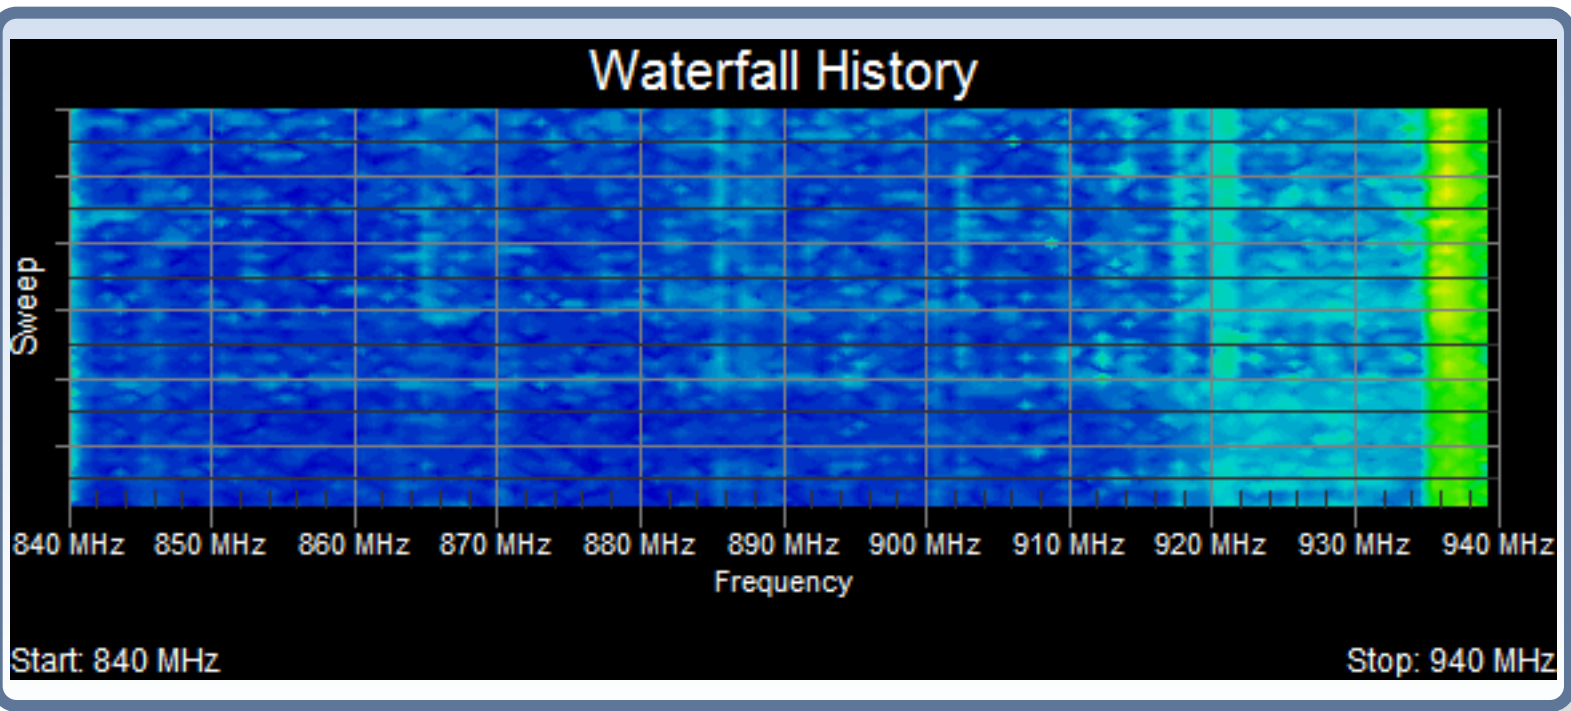 Waterfall History
Sweep
840 MHz 850 MHz 860 MHz 870 MHz 880 MHz 890 MHz 900 MHz 910 MHz 920 MHz 930 MHz 940 MHz
Frequency
Start: 840 MHz
Stop: 940 MHz